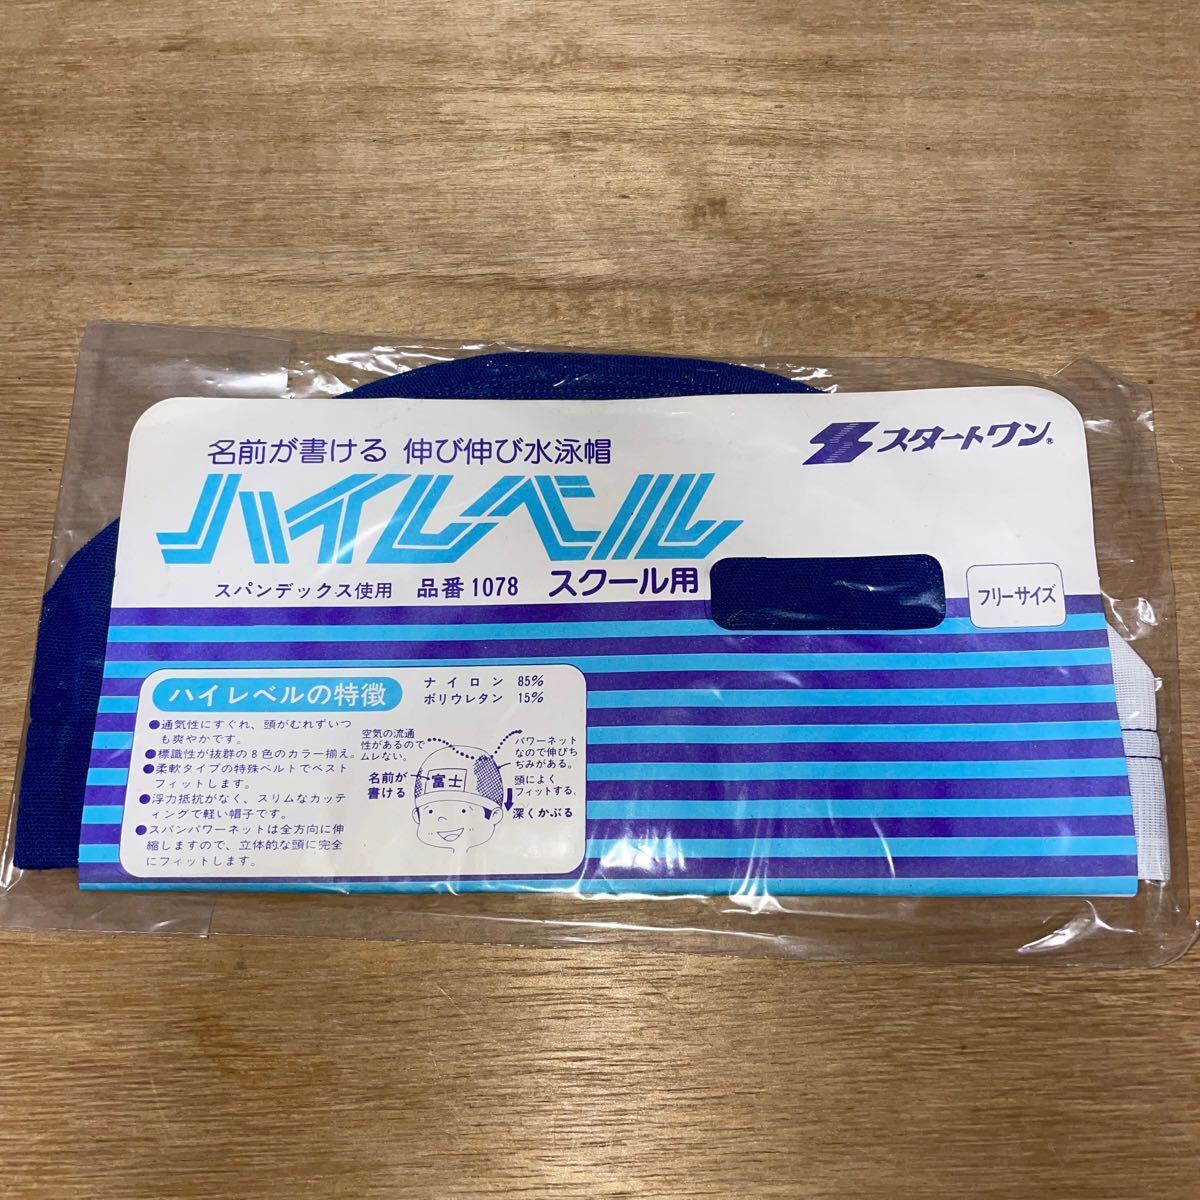 名前が書ける 伸び伸び水泳帽
スタートワン®
ハイレベル
スパンデックス使用 品番1078 スクール用
フリーサイズ
ハイレベルの特徴
ナイロン 85%
ポリウレタン 15%
●通気性にすぐれ、頭がむれずいつ
も爽やかです。
●標識性が抜群の8色のカラー揃え。
●柔軟タイプの特殊ベルトでベスト
フィットします。
●浮力抵抗がなく、スリムなカッテ
ィングで軽い帽子です。
●スパンパワーネットは全方向に伸
縮しますので、立体的な頭に完全
にフィットします。
空気の流通
性があるので
ムレない。
パワーネット
なので伸びち
ぢみがある。
名前が
書ける
富士
頭によく
フィットする。
深くかぶる